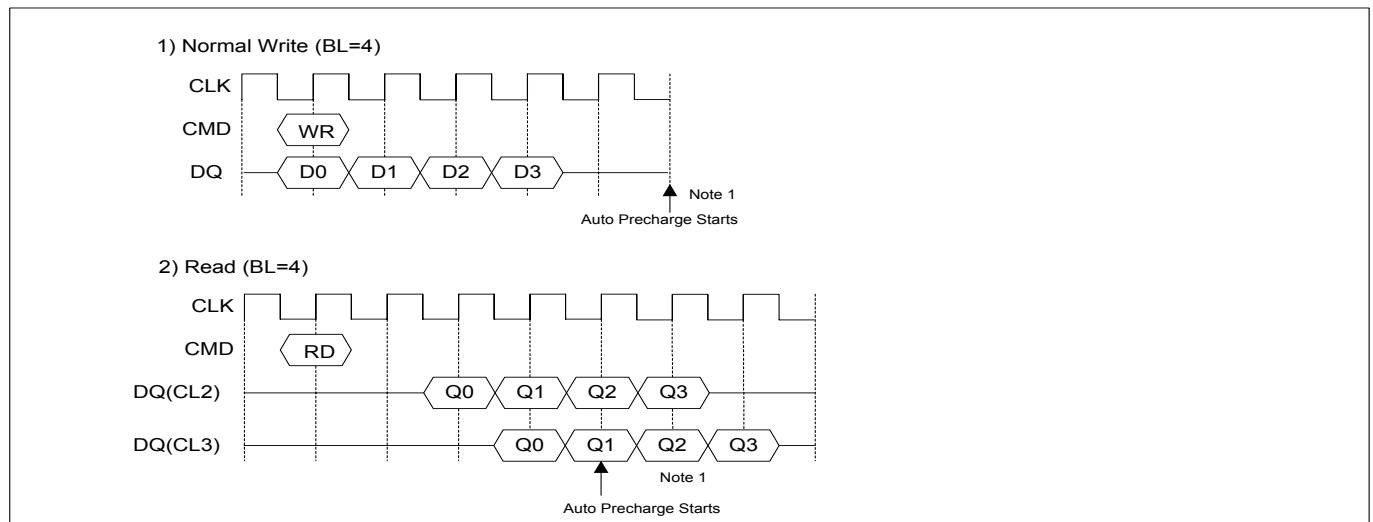 1) Normal Write (BL=4)
CLK
CMD WR
DQ D0 D1 D2 D3
Note 1
Auto Precharge Starts
2) Read (BL=4)
CLK
CMD RD
DQ(CL2) Q0 Q1 Q2 Q3
DQ(CL3) Q0 Q1 Q2 Q3
Note 1
Auto Precharge Starts